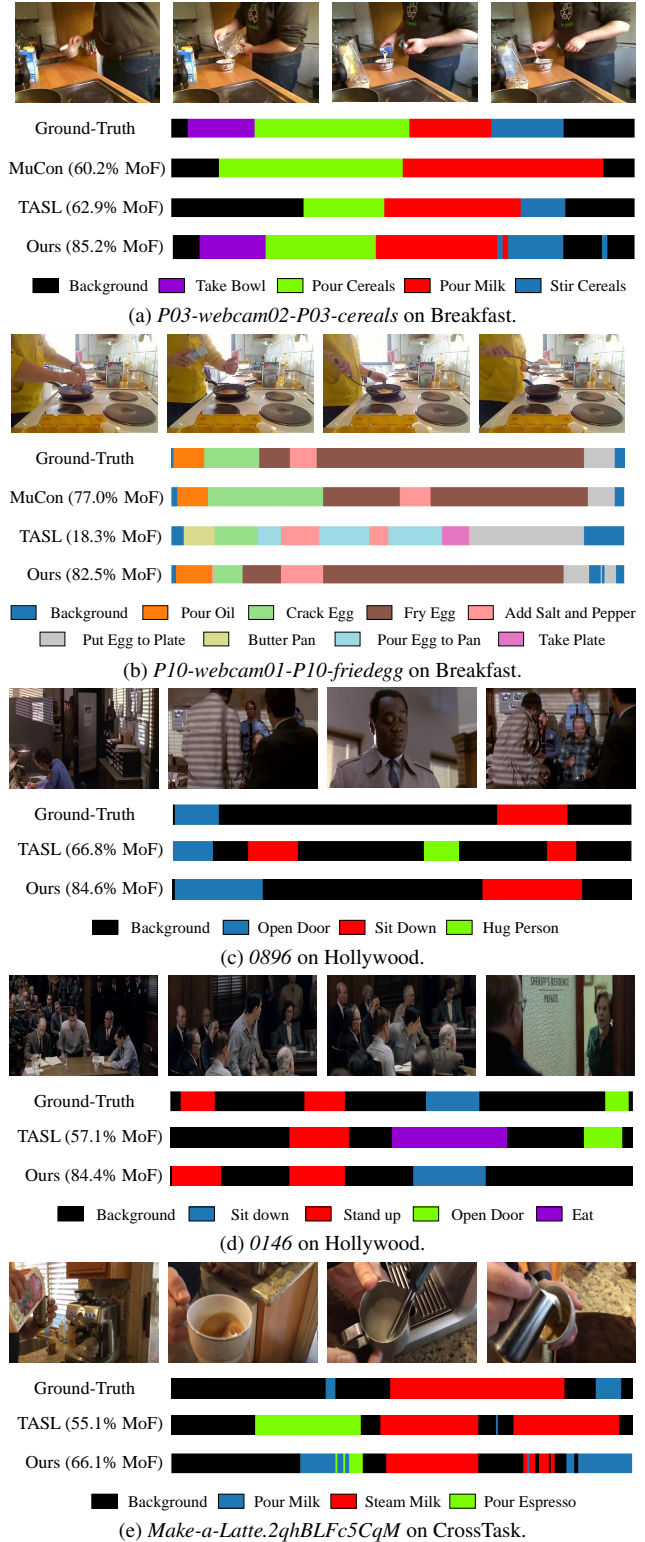 Ground-Truth
MuCon (60.2% MoF)
TASL (62.9% MoF)
Ours (85.2% MoF)
Background Take Bowl Pour Cereals Pour Milk Stir Cereals
(a) P03-webcam02-P03-cereals on Breakfast.
Ground-Truth
MuCon (77.0% MoF)
TASL (18.3% MoF)
Ours (82.5% MoF)
Background Pour Oil Crack Egg Fry Egg Add Salt and Pepper
Put Egg to Plate Butter Pan Pour Egg to Pan Take Plate
(b) P10-webcam01-P10-friedegg on Breakfast.
Ground-Truth
TASL (66.8% MoF)
Ours (84.6% MoF)
Background Open Door Sit Down Hug Person
(c) 0896 on Hollywood.
SHERIFF'S RESIDENCE
PRIVATE
Ground-Truth
TASL (57.1% MoF)
Ours (84.4% MoF)
Background Sit down Stand up Open Door Eat
(d) 0146 on Hollywood.
Ground-Truth
TASL (55.1% MoF)
Ours (66.1% MoF)
Background Pour Milk Steam Milk Pour Espresso
(e) Make-a-Latte.2qhBLFc5CqM on CrossTask.